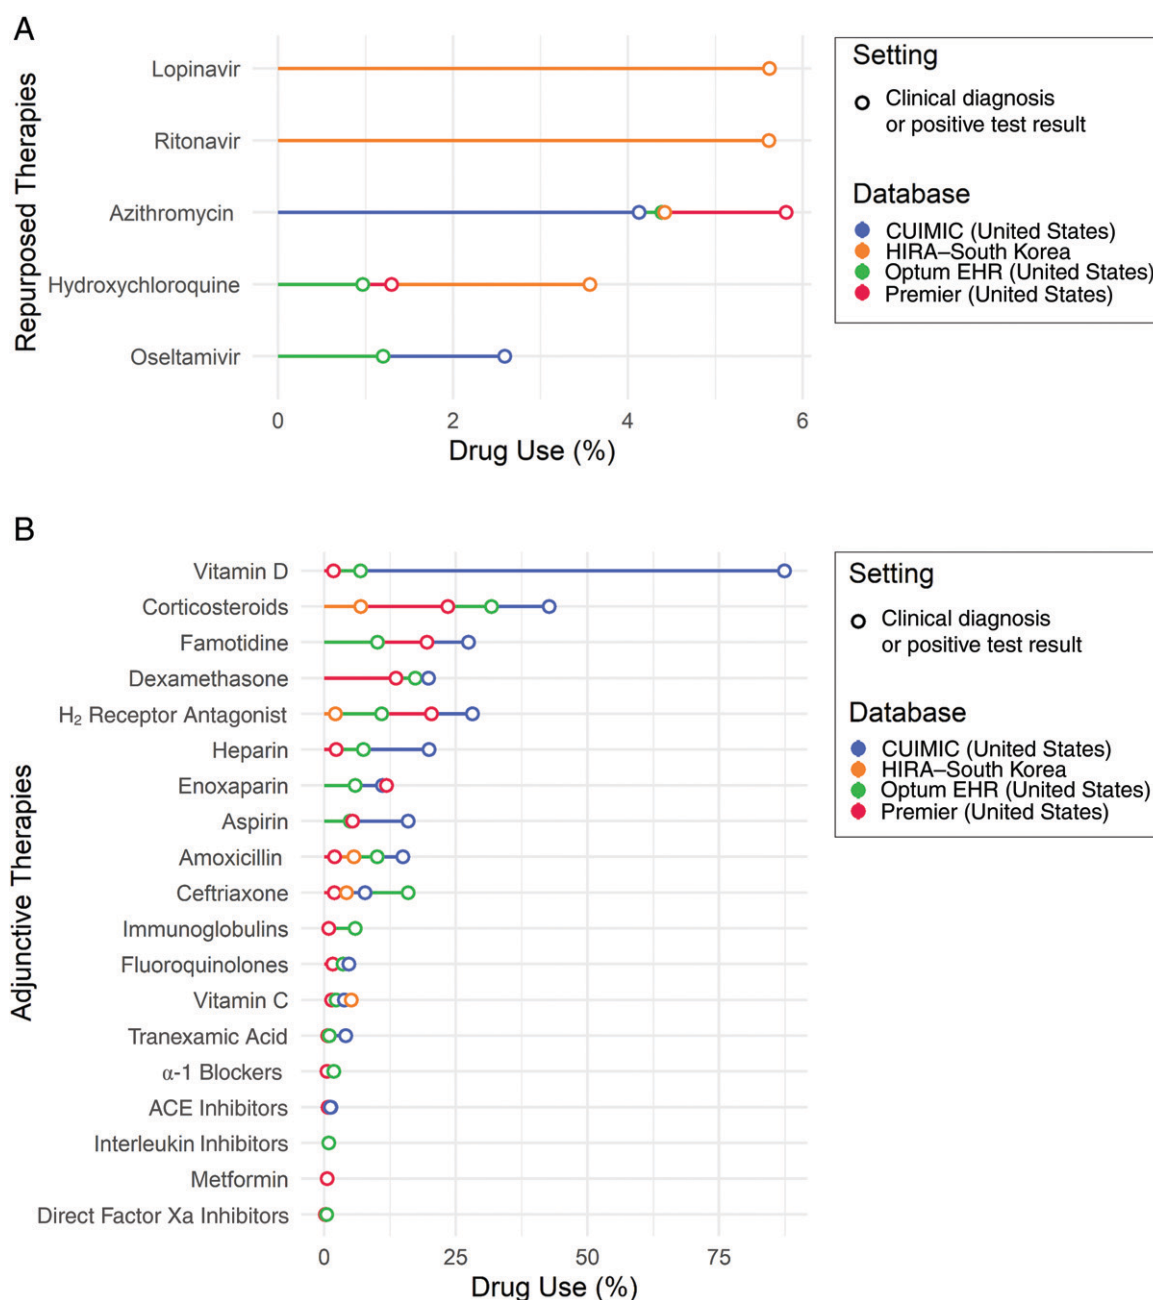 A
Repurposed Therapies
Lopinavir
Ritonavir
Azithromycin
Hydroxychloroquine
Oseltamivir
0 2 4 6
Drug Use (%)
Setting
Clinical diagnosis
or positive test result
Database
CUIMIC (United States)
HIRA–South Korea
Optum EHR (United States)
Premier (United States)
B
Adjunctive Therapies
Vitamin D
Corticosteroids
Famotidine
Dexamethasone
H₂ Receptor Antagonist
Heparin
Enoxaparin
Aspirin
Amoxicillin
Ceftriaxone
Immunoglobulins
Fluoroquinolones
Vitamin C
Tranexamic Acid
α-1 Blockers
ACE Inhibitors
Interleukin Inhibitors
Metformin
Direct Factor Xa Inhibitors
0 25 50 75
Drug Use (%)
Setting
Clinical diagnosis
or positive test result
Database
CUIMIC (United States)
HIRA–South Korea
Optum EHR (United States)
Premier (United States)